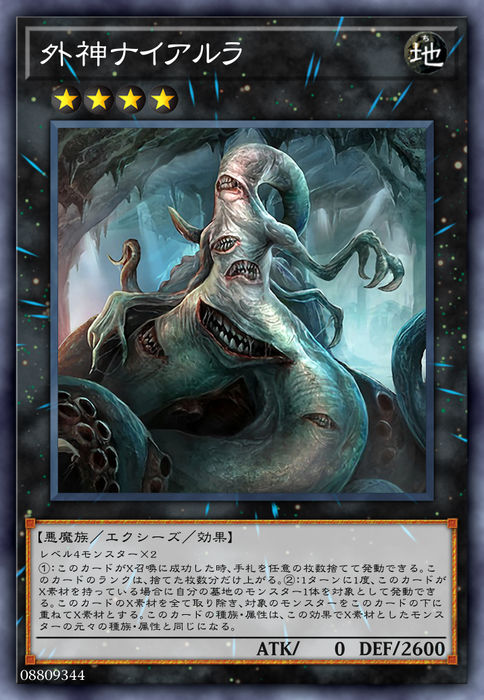 外神ナイアルラ
ち
地
【悪魔族/エクシーズ/効果】
レベル4モンスター×2
①:このカードがX召喚に成功した時、手札を任意の枚数捨てて発動できる。こ
のカードのランクは、捨てた枚数分だけ上がる。②:1ターンに1度、このカードが
X素材を持っている場合に自分の墓地のモンスター1体を対象として発動でき
る。このカードのX素材を全て取り除き、対象のモンスターをこのカードの下に
重ねてX素材とする。このカードの種族・属性は、この効果でX素材としたモンス
ターの元々の種族・属性と同じになる。
ATK/ 0 DEF/2600
08809344